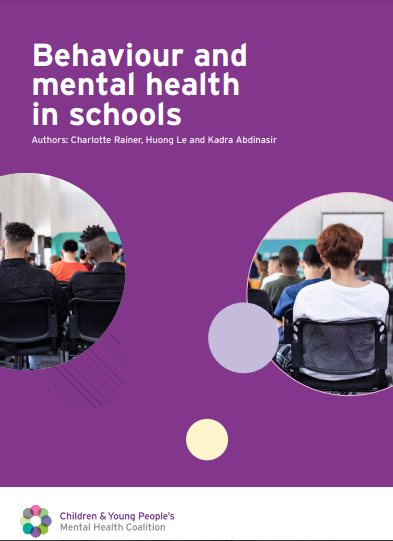 Behaviour and
mental health
in schools
Authors: Charlotte Rainer, Huong Le and Kadra Abdinasir
Children & Young People's
Mental Health Coalition